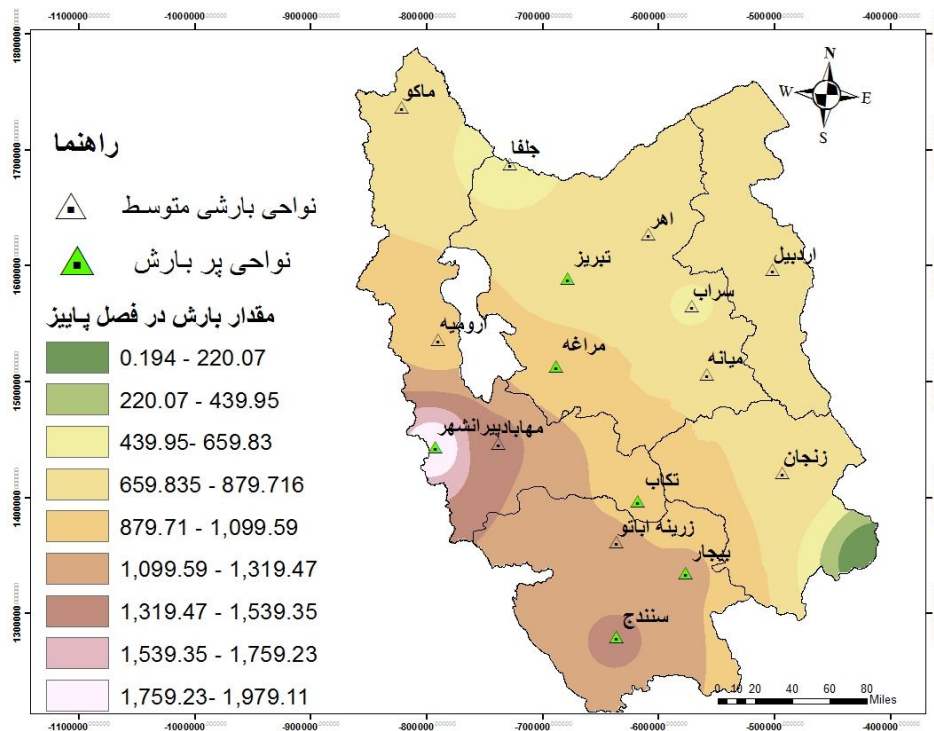 -1100000 -1000000 -900000 -800000 -700000 -600000 -500000 -400000
1800000
1700000
1600000
1500000
1400000
1300000
N
W E
S
راهنما
نواحی بارشی متوسط
نواحی پر بارش
مقدار بارش در فصل پاییز
0.194 - 220.07
220.07 - 439.95
439.95- 659.83
659.835 - 879.716
879.71 - 1,099.59
1,099.59 - 1,319.47
1,319.47 - 1,539.35
1,539.35 - 1,759.23
1,759.23- 1,979.11
ماکو
جلفا
اهر
تبریز
اردبیل
سراب
ارومیه
مراغه
میانه
مهاباد
پیرانشهر
زنجان
تکاب
زرینه اباتو
بیجار
سنندج
0 10 20 40 60 80
Miles
-1100000 -1000000 -900000 -800000 -700000 -600000 -500000 -400000